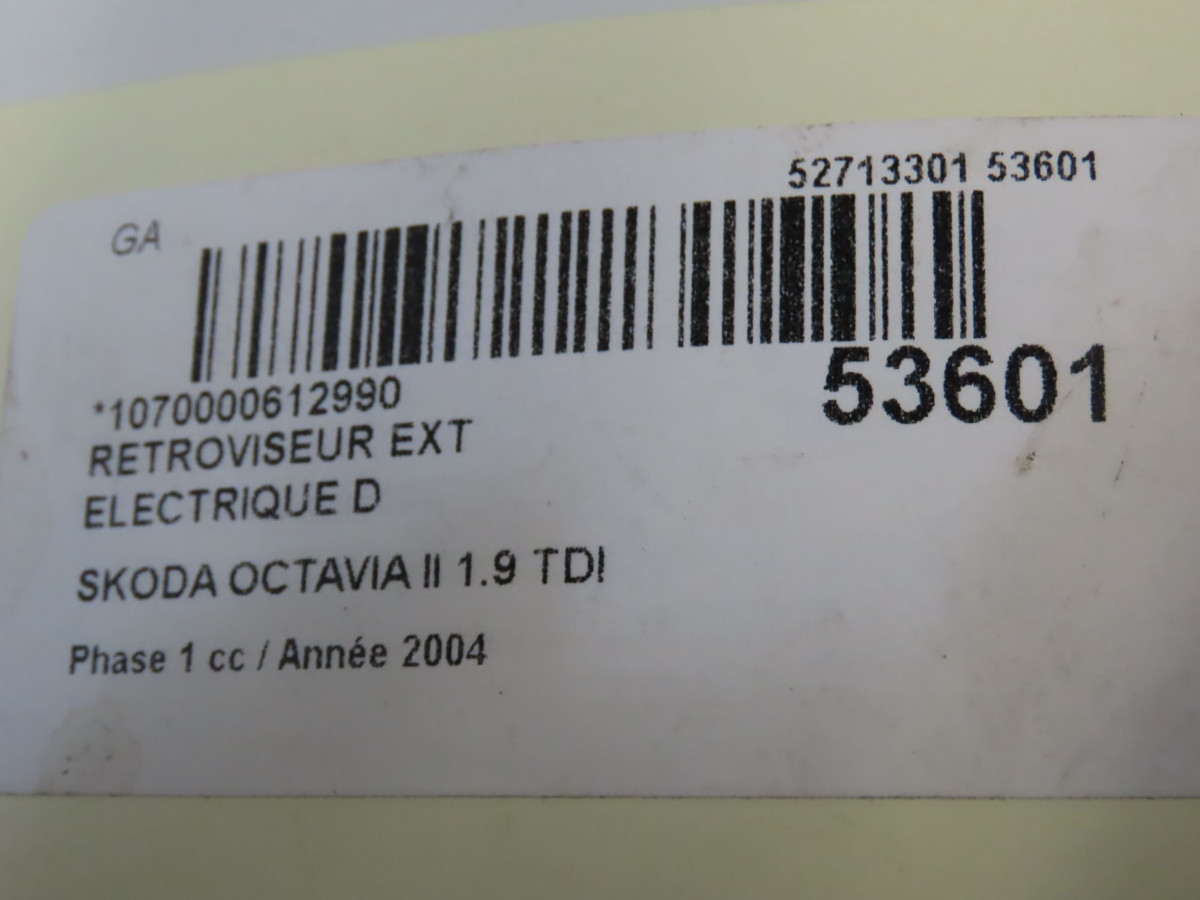 52713301 53601
GA
53601
*1070000612990
RETROVISEUR EXT
ELECTRIQUE D
SKODA OCTAVIA II 1.9 TDI
Phase 1 cc / Année 2004